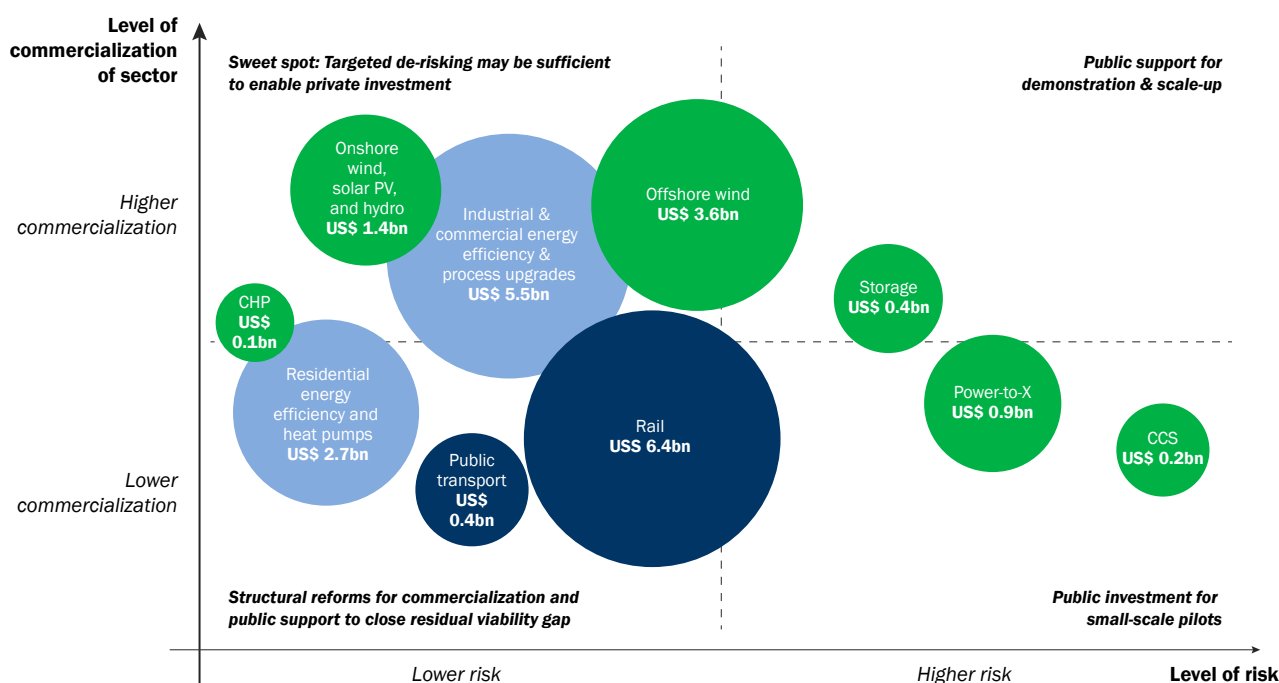 Level of
commercialization
of sector
Sweet spot: Targeted de-risking may be sufficient
to enable private investment
Public support for
demonstration & scale-up
Higher
commercialization
Onshore
wind,
solar PV,
and hydro
US$ 1.4bn
Industrial &
commercial energy
efficiency &
process upgrades
US$ 5.5bn
Offshore wind
US$ 3.6bn
Storage
US$ 0.4bn
CHP
US$
0.1bn
Residential
energy
efficiency and
heat pumps
US$ 2.7bn
Public
transport
US$
0.4bn
Rail
USS 6.4bn
Power-to-X
US$ 0.9bn
CCS
US$ 0.2bn
Lower
commercialization
Structural reforms for commercialization and
public support to close residual viability gap
Public investment for
small-scale pilots
Lower risk
Higher risk
Level of risk